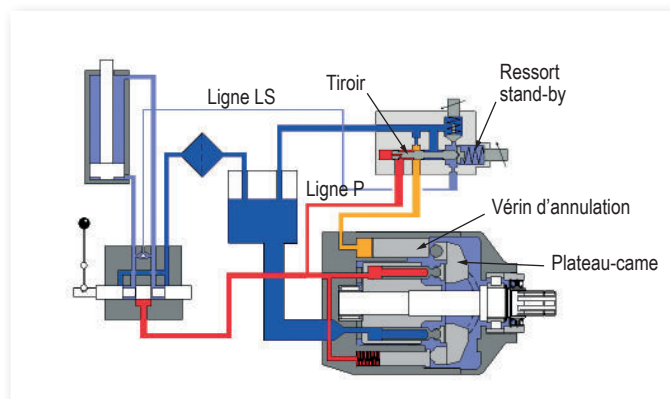 Ligne LS
Tiroir
Ressort
stand-by
Ligne P
Vérin d’annulation
Plateau-came